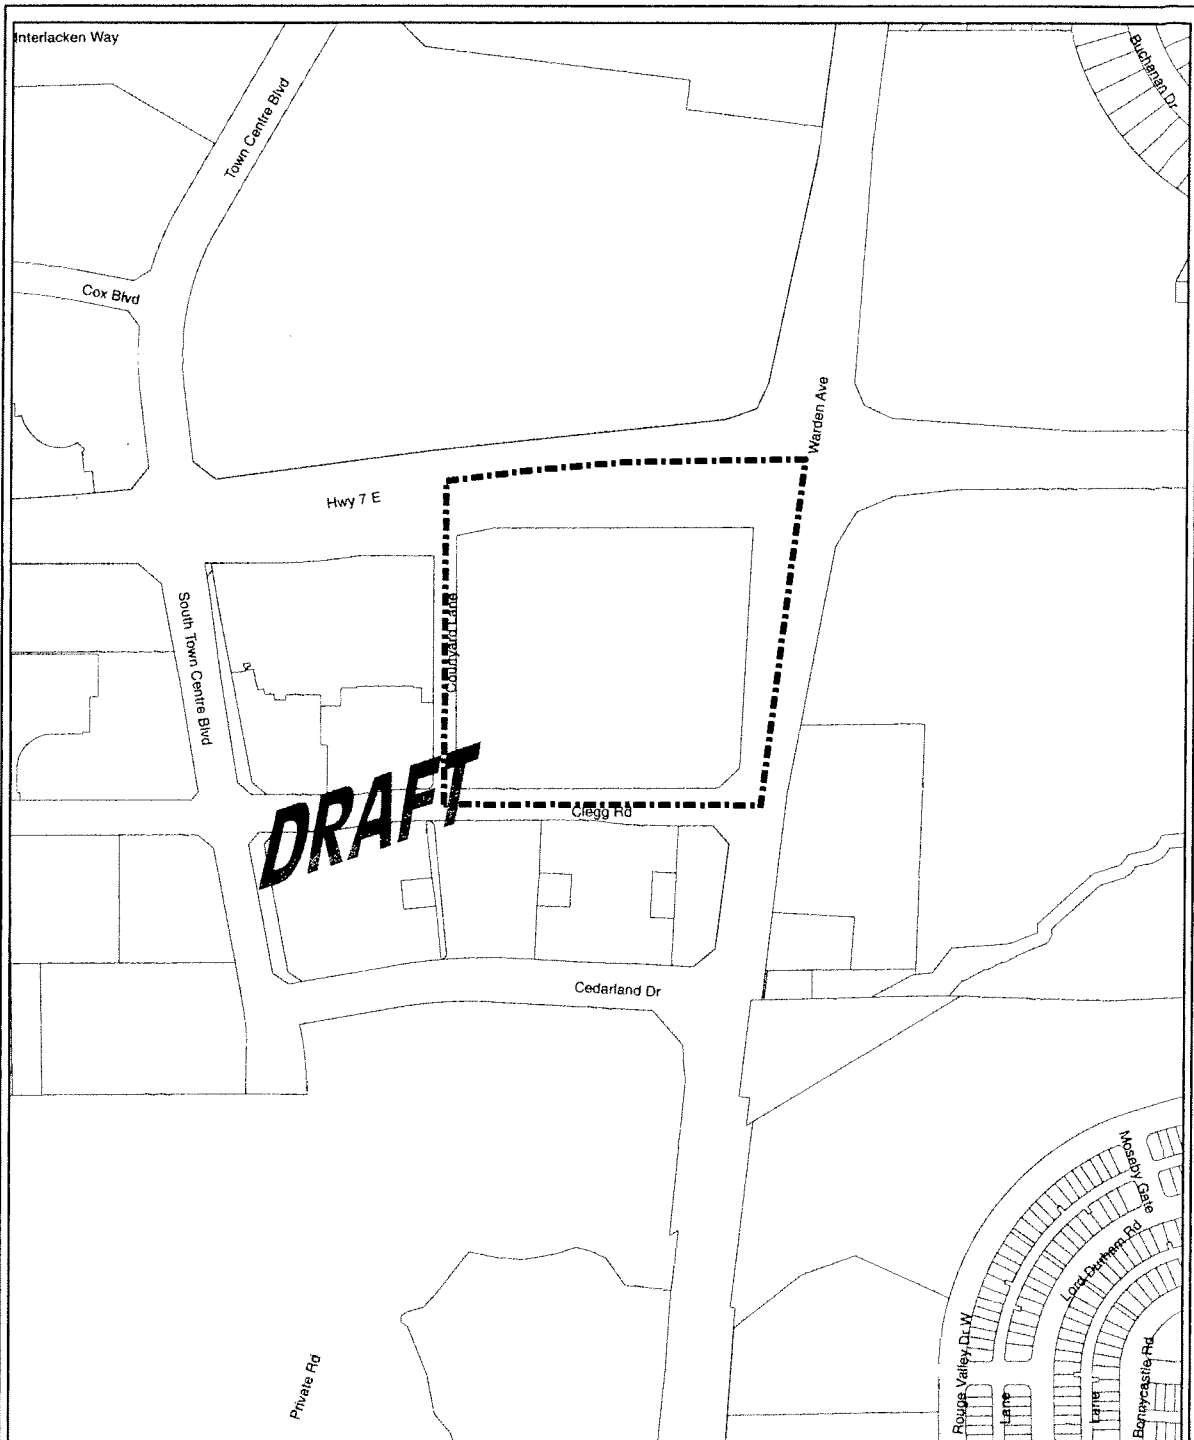 Interlacken Way
Buchanan Dr
Town Centre Blvd
Cox Blvd
Warden Ave
Hwy 7 E
South Town Centre Blvd
Courtyard Lane
DRAFT
Clegg Rd
Cedarland Dr
Moseby Gate
Lord Durham Rd
Rouge Valley Dr W
Lane
Lane
Bonnycastle Rd
Private Rd